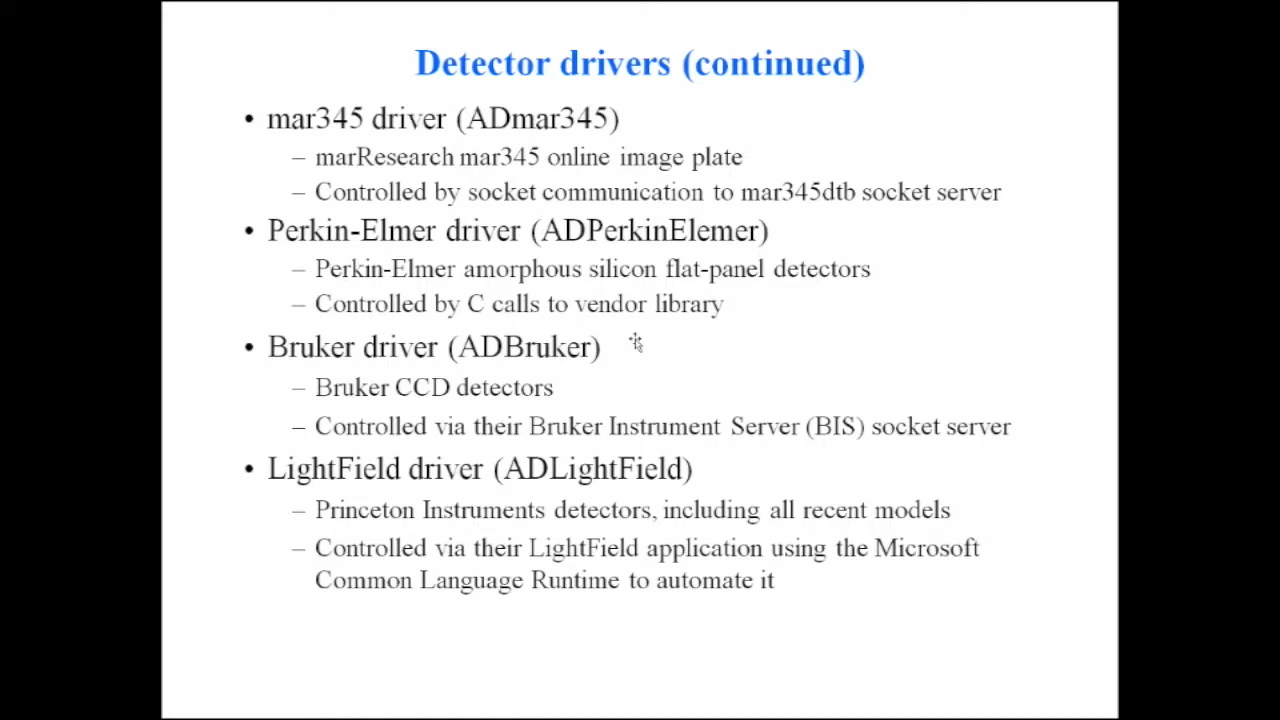 Detector drivers (continued)
• mar345 driver (ADmar345)
– marResearch mar345 online image plate
– Controlled by socket communication to mar345dtb socket server
• Perkin-Elmer driver (ADPerkinElemer)
– Perkin-Elmer amorphous silicon flat-panel detectors
– Controlled by C calls to vendor library
• Bruker driver (ADBruker)
– Bruker CCD detectors
– Controlled via their Bruker Instrument Server (BIS) socket server
• LightField driver (ADLightField)
– Princeton Instruments detectors, including all recent models
– Controlled via their LightField application using the Microsoft
Common Language Runtime to automate it